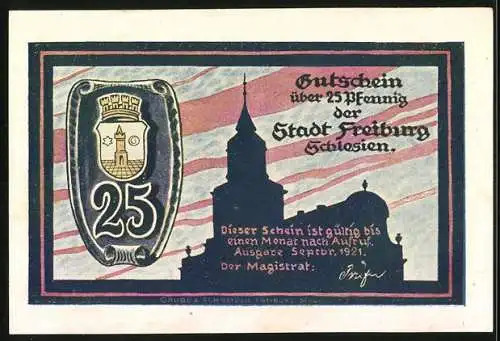 Gutschein
über 25 Pfennig
der
Stadt Freiburg
Schlesien.
25
Dieser Schein ist gültig bis
einen Monat nach Aufruf.
Ausgabe Septbr. 1921.
Der Magistrat: